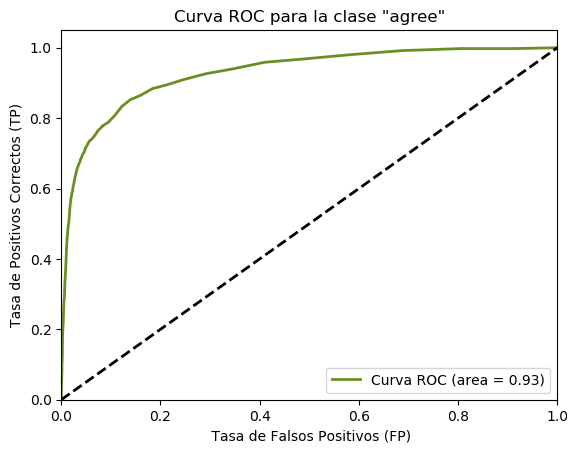 Curva ROC para la clase "agree"
Tasa de Positivos Correctos (TP)
1.0
0.8
0.6
0.4
0.2
0.0
0.0 0.2 0.4 0.6 0.8 1.0
Curva ROC (area = 0.93)
Tasa de Falsos Positivos (FP)